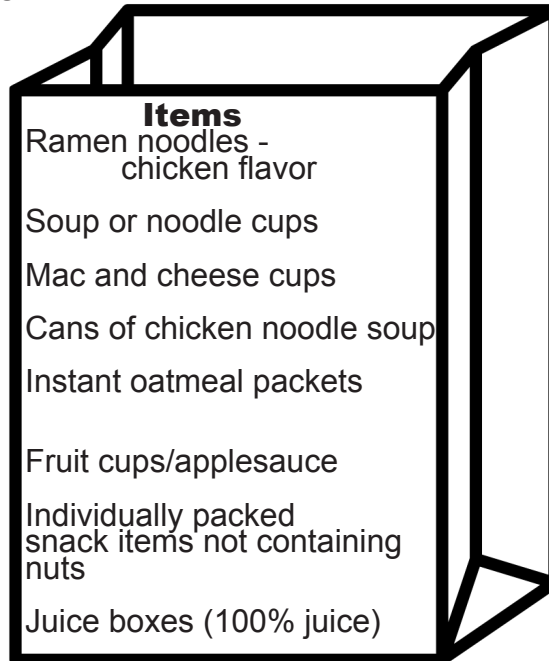 Items
Ramen noodles -
chicken flavor
Soup or noodle cups
Mac and cheese cups
Cans of chicken noodle soup
Instant oatmeal packets
Fruit cups/applesauce
Individually packed
snack items not containing
nuts
Juice boxes (100% juice)